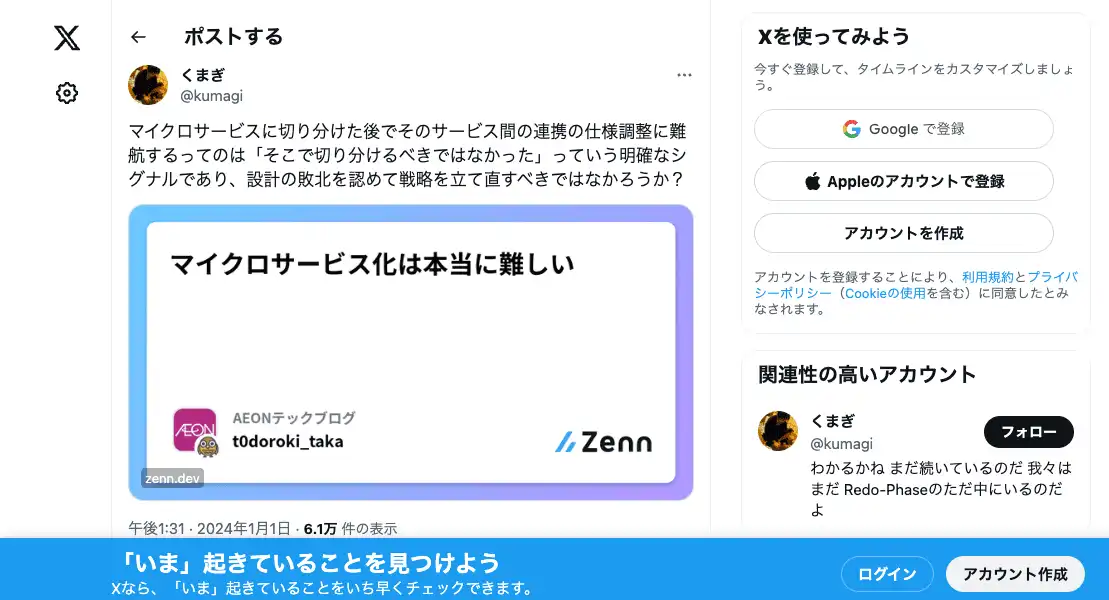 ポストする
くまぎ
@kumagi
マイクロサービスに切り分けた後でそのサービス間の連携の仕様調整に難
航するってのは「そこで切り分けるべきではなかった」っていう明確なシ
グナルであり、設計の敗北を認めて戦略を立て直すべきではなかろうか？
マイクロサービス化は本当に難しい
ÆON
AEONテックブログ
t0doroki_taka
Zenn
zenn.dev
午後1:31 · 2024年1月1日 · 6.1万 件の表示
Xを使ってみよう
今すぐ登録して、タイムラインをカスタマイズしましょ
う。
Google で登録
Appleのアカウントで登録
アカウントを作成
アカウントを登録することにより、利用規約とプライバ
シーポリシー（Cookieの使用を含む）に同意したとみ
なされます。
関連性の高いアカウント
くまぎ
@kumagi
フォロー
わかるかね まだ続いているのだ 我々は
まだ Redo-Phaseのただ中にいるのだ
よ
「いま」起きていることを見つけよう
Xなら、「いま」起きていることをいち早くチェックできます。
ログイン
アカウント作成